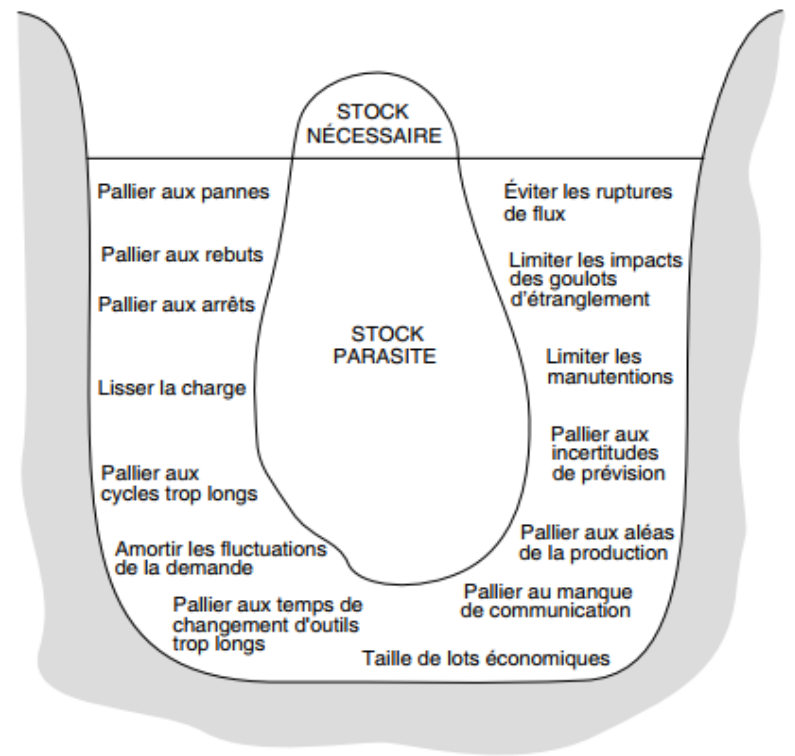 STOCK
NÉCESSAIRE
Pallier aux pannes
Pallier aux rebuts
Pallier aux arrêts
Lisser la charge
Pallier aux
cycles trop longs
Amortir les fluctuations
de la demande
Pallier aux temps de
changement d'outils
trop longs
STOCK
PARASITE
Éviter les ruptures
de flux
Limiter les impacts
des goulots
d'étranglement
Limiter les
manutentions
Pallier aux
incertitudes
de prévision
Pallier aux aléas
de la production
Pallier au manque
de communication
Taille de lots économiques